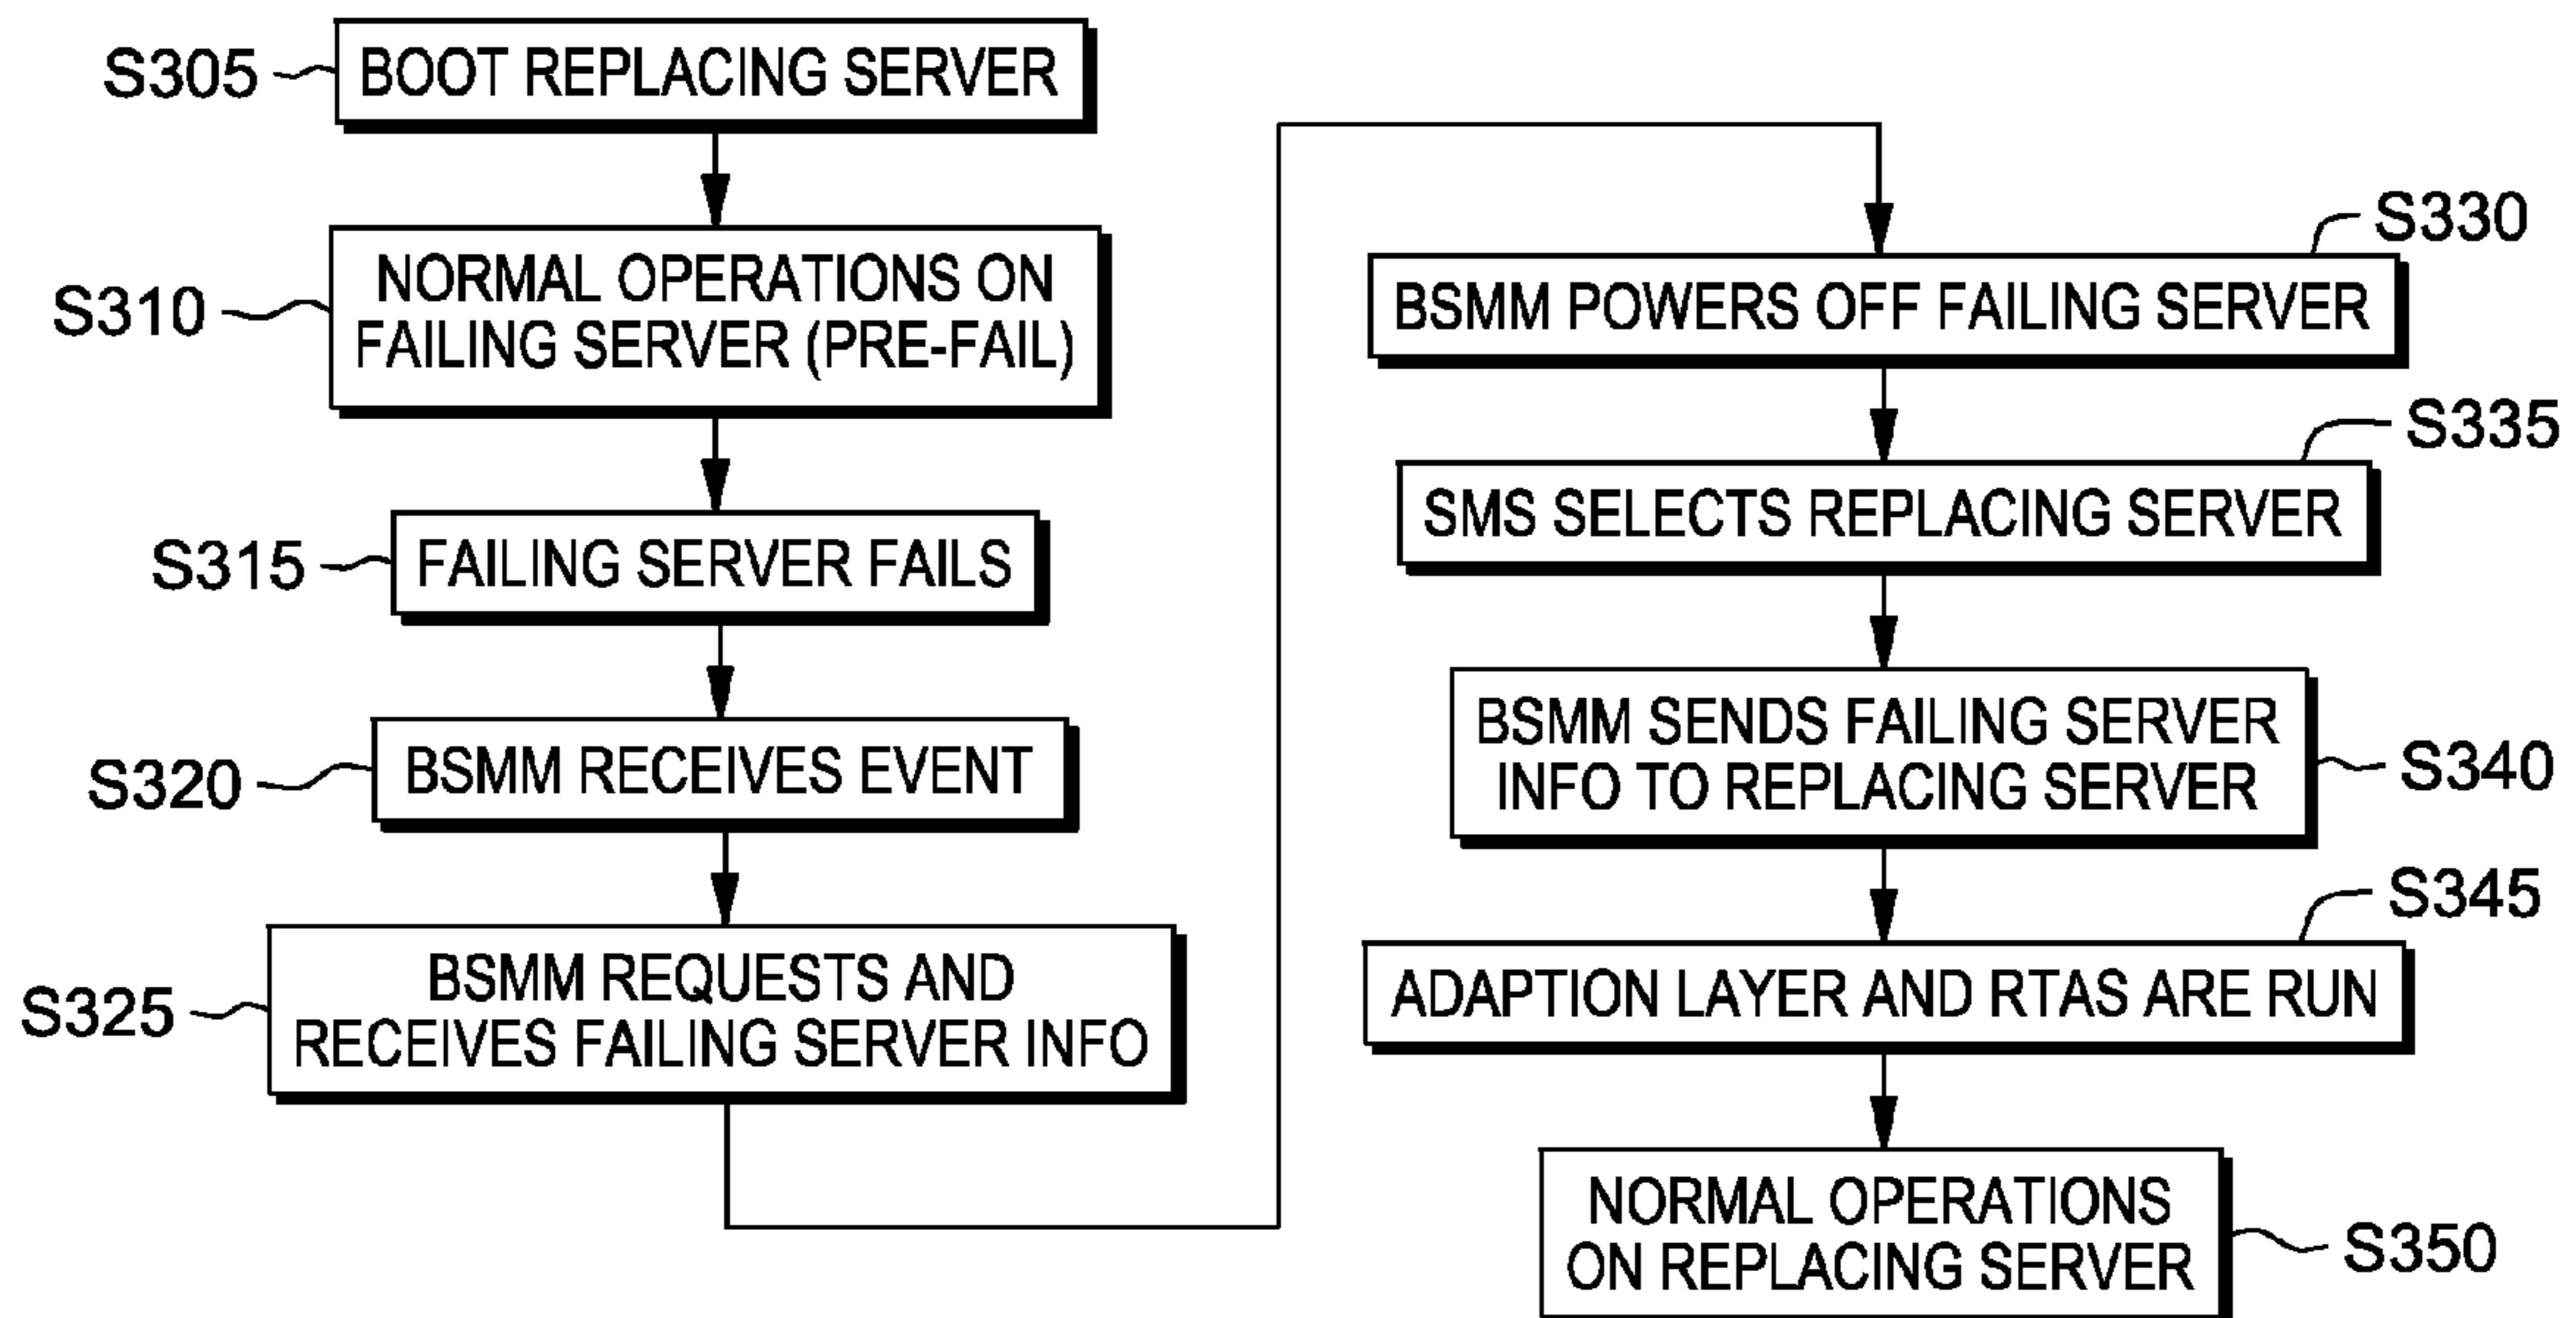 S305
BOOT REPLACING SERVER
S310
NORMAL OPERATIONS ON
FAILING SERVER (PRE-FAIL)
S315
FAILING SERVER FAILS
S320
BSMM RECEIVES EVENT
S325
BSMM REQUESTS AND
RECEIVES FAILING SERVER INFO
S330
BSMM POWERS OFF FAILING SERVER
S335
SMS SELECTS REPLACING SERVER
BSMM SENDS FAILING SERVER
INFO TO REPLACING SERVER
S340
S345
ADAPTION LAYER AND RTAS ARE RUN
NORMAL OPERATIONS
ON REPLACING SERVER
S350